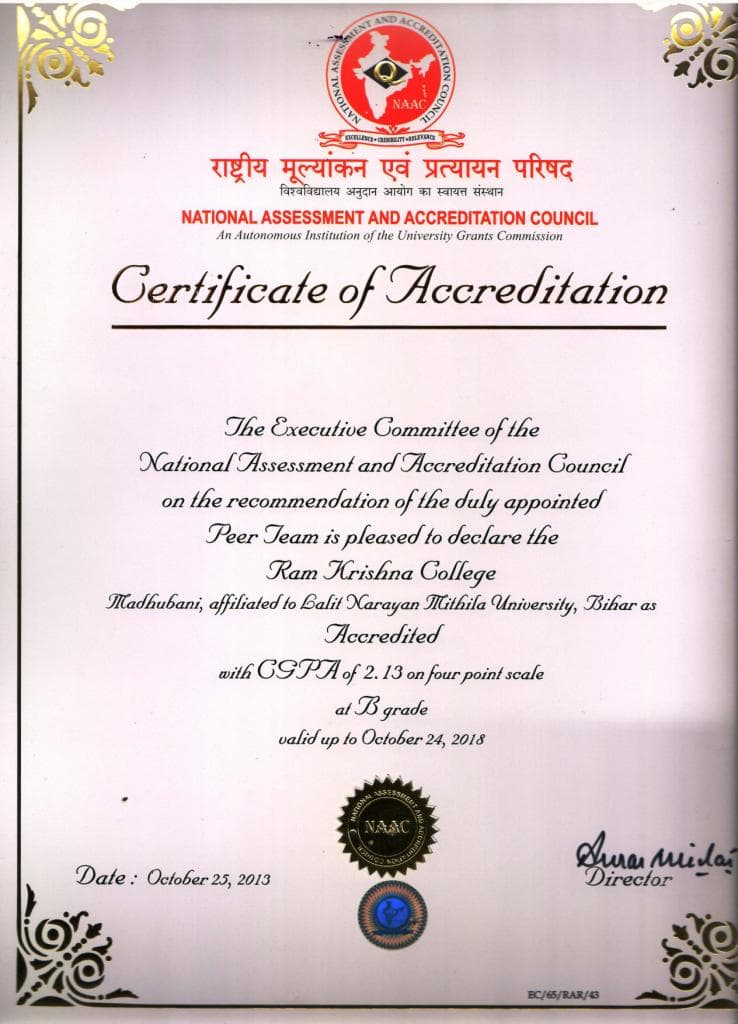 NATIONAL ASSESSMENT AND ACCREDITATION COUNCIL
Q
NAAC
EXCELLENCE • CREDIBILITY • RELEVANCE
राष्ट्रीय मूल्यांकन एवं प्रत्यायन परिषद
विश्वविद्यालय अनुदान आयोग का स्वायत्त संस्थान
NATIONAL ASSESSMENT AND ACCREDITATION COUNCIL
An Autonomous Institution of the University Grants Commission
Certificate of Accreditation
The Executive Committee of the
National Assessment and Accreditation Council
on the recommendation of the duly appointed
Peer Team is pleased to declare the
Ram Krishna College
Madhubani, affiliated to Lalit Narayan Mithila University, Bihar as
Accredited
with CGPA of 2.13 on four point scale
at B grade
valid up to October 24, 2018
NATIONAL ASSESSMENT AND ACCREDITATION COUNCIL
NAAC
Date : October 25, 2013
Director
EC/65/RAR/43